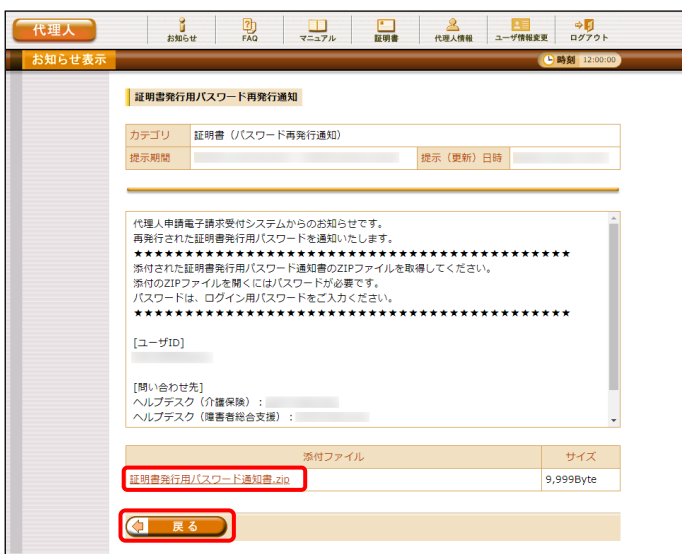 代理人
お知らせ
FAQ
マニュアル
証明書
代理人情報
ユーザ情報変更
ログアウト
お知らせ表示
時刻 12:00:00
証明書発行用パスワード再発行通知
カテゴリ 証明書（パスワード再発行通知）
提示期間 提示（更新）日時
代理人申請電子請求受付システムからのお知らせです。
再発行された証明書発行用パスワードを通知いたします。
★★★★★★★★★★★★★★★★★★★★★★★★★★★★★★★★★★
添付された証明書発行用パスワード通知書のZIPファイルを取得してください。
添付のZIPファイルを開くにはパスワードが必要です。
パスワードは、ログイン用パスワードをご入力ください。
★★★★★★★★★★★★★★★★★★★★★★★★★★★★★★★★★★
[ユーザID]
[問い合わせ先]
ヘルプデスク（介護保険）：
ヘルプデスク（障害者総合支援）：
添付ファイル サイズ
証明書発行用パスワード通知書.zip 9,999Byte
戻る